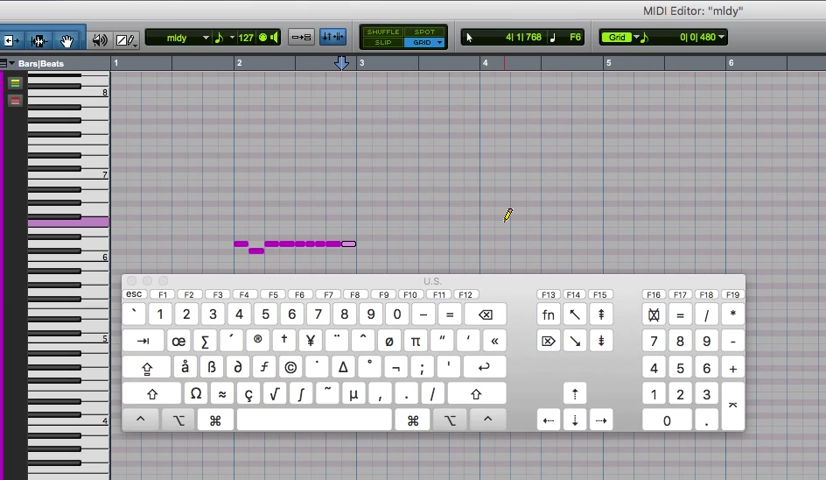 MIDI Editor: "mldy"
mldy 127 SHUFFLE SPOT SLIP GRID 4| 1| 768 F6 Grid 0| 0| 480
Bars|Beats 1 2 3 4 5 6
8
7
6
5
4
U.S.
esc F1 F2 F3 F4 F5 F6 F7 F8 F9 F10 F11 F12 F13 F14 F15 F16 F17 F18 F19
` 1 2 3 4 5 6 7 8 9 0 – = ⌫ fn ↖ ⇞ = / *
⇥ œ ∑ ´ ® † ¥ ¨ ˆ ø π “ ‘ « ⌦ ↘ ⇟ 7 8 9 -
å ß ∂ ƒ © ˙ ∆ ˚ ¬ ; ' ↩ 4 5 6 +
⇧ Ω ≈ ç √ ∫ ˜ µ , . / ⇧ ⇡ 1 2 3 ⌤
⌃ ⌥ ⌘ ⌘ ⌥ ⌃ ⇠ ⇣ ⇢ 0 .